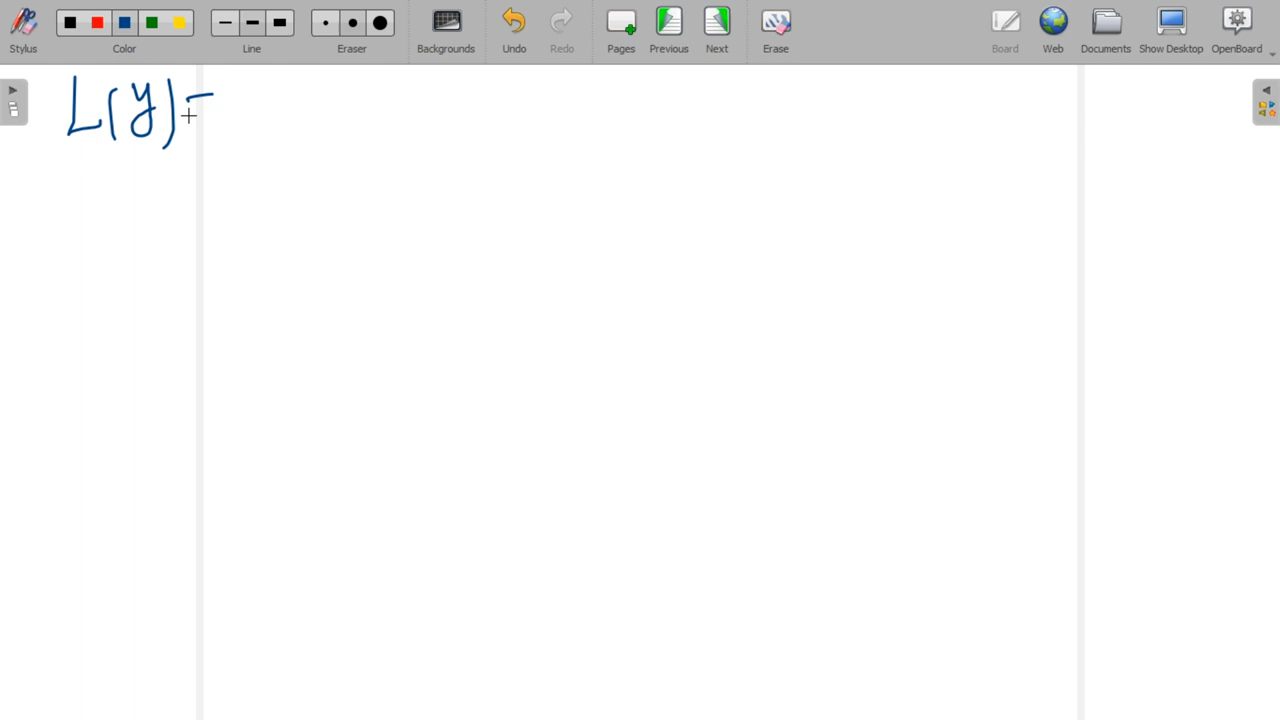 Stylus
Color
Line
Eraser
Backgrounds
Undo
Redo
Pages
Previous
Next
Erase
Board
Web
Documents
Show Desktop
OpenBoard
L(y)-